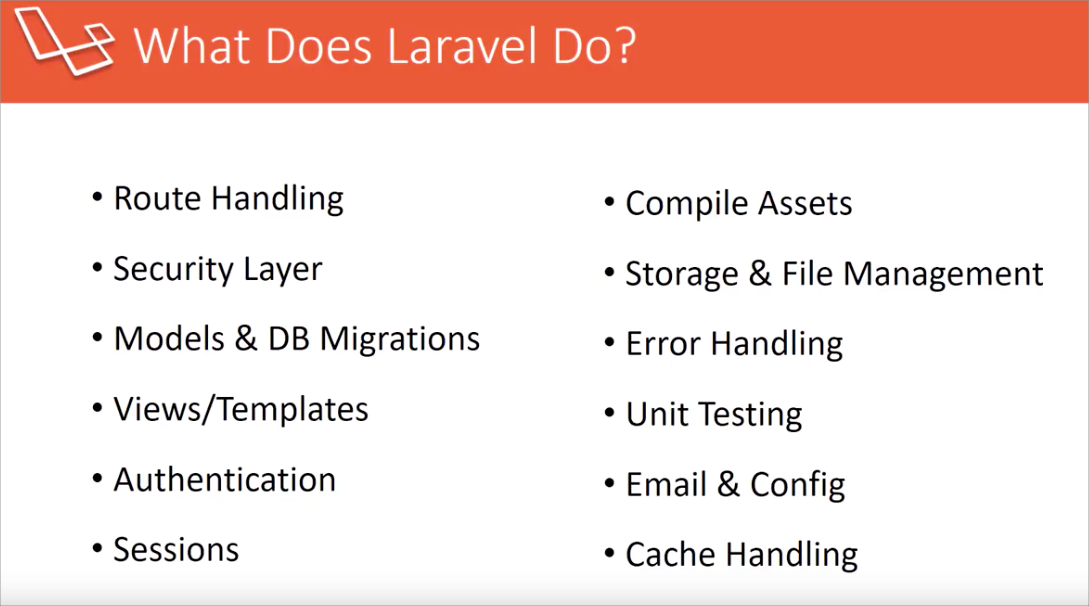 What Does Laravel Do?
• Route Handling
• Security Layer
• Models & DB Migrations
• Views/Templates
• Authentication
• Sessions
• Compile Assets
• Storage & File Management
• Error Handling
• Unit Testing
• Email & Config
• Cache Handling